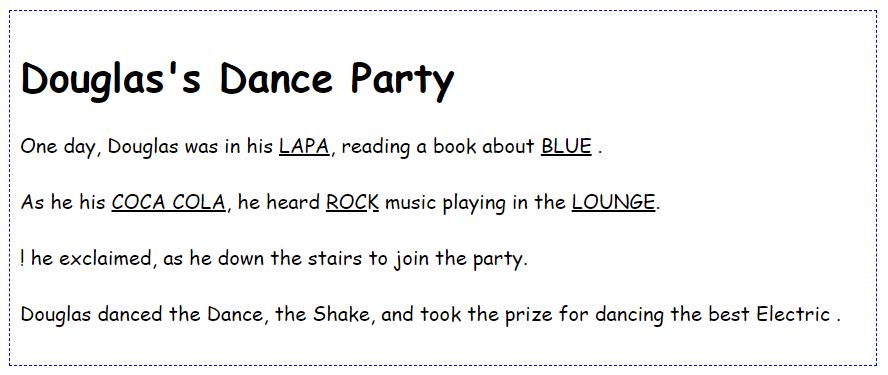 Douglas's Dance Party
One day, Douglas was in his LAPA, reading a book about BLUE .
As he his COCA COLA, he heard ROCK music playing in the LOUNGE.
! he exclaimed, as he down the stairs to join the party.
Douglas danced the Dance, the Shake, and took the prize for dancing the best Electric .